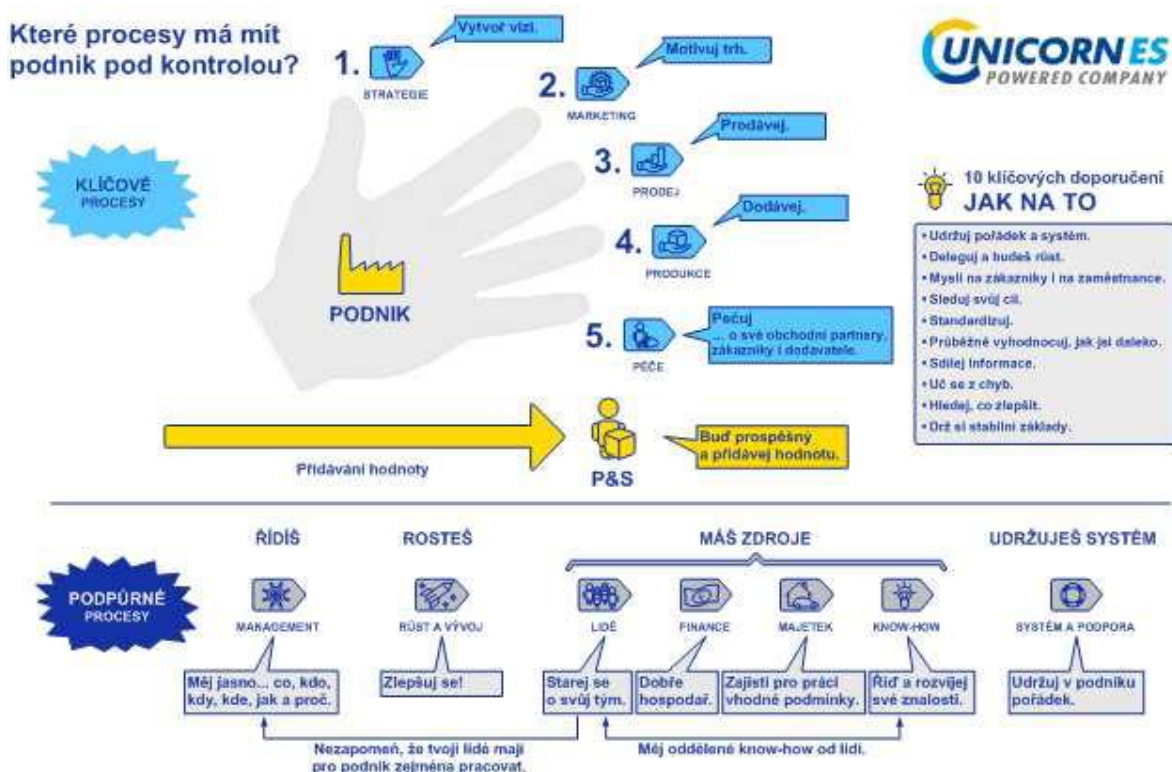 Které procesy má mít
podnik pod kontrolou?
1.
STRATEGIE
Vytvoř vizi.
2.
MARKETING
Motivuj trh.
3.
PRODEJ
Prodávej.
4.
PRODUKCE
Dodávej.
5.
PÉČE
Pečuj
... o své obchodní partnery,
zákazníky i dodavatele.
KLÍČOVÉ
PROCESY
PODNIK
Přidávání hodnoty
P&S
Buď prospěšný
a přidávej hodnotu.
UNICORN ES
POWERED COMPANY
10 klíčových doporučení
JAK NA TO
• Udržuj pořádek a systém.
• Deleguj a budeš růst.
• Mysli na zákazníky i na zaměstnance.
• Sleduj svůj cíl.
• Standardizuj.
• Průběžně vyhodnocuj, jak jsi daleko.
• Sdílej informace.
• Uč se z chyb.
• Hledej, co zlepšit.
• Drž si stabilní základy.
PODPŮRNÉ
PROCESY
ŘÍDÍŠ
MANAGEMENT
Měj jasno... co, kdo,
kdy, kde, jak a proč.
ROSTEŠ
RŮST A VÝVOJ
Zlepšuj se!
MÁŠ ZDROJE
LIDÉ
Starej se
o svůj tým.
FINANCE
Dobře
hospodař.
MAJETEK
Zajisti pro práci
vhodné podmínky.
KNOW-HOW
Řiď a rozvíjej
své znalosti.
UDRŽUJEŠ SYSTÉM
SYSTÉM A PODPORA
Udržuj v podniku
pořádek.
Nezapomeň, že tvoji lidé mají
pro podnik zejména pracovat.
Měj oddělené know-how od lidí.